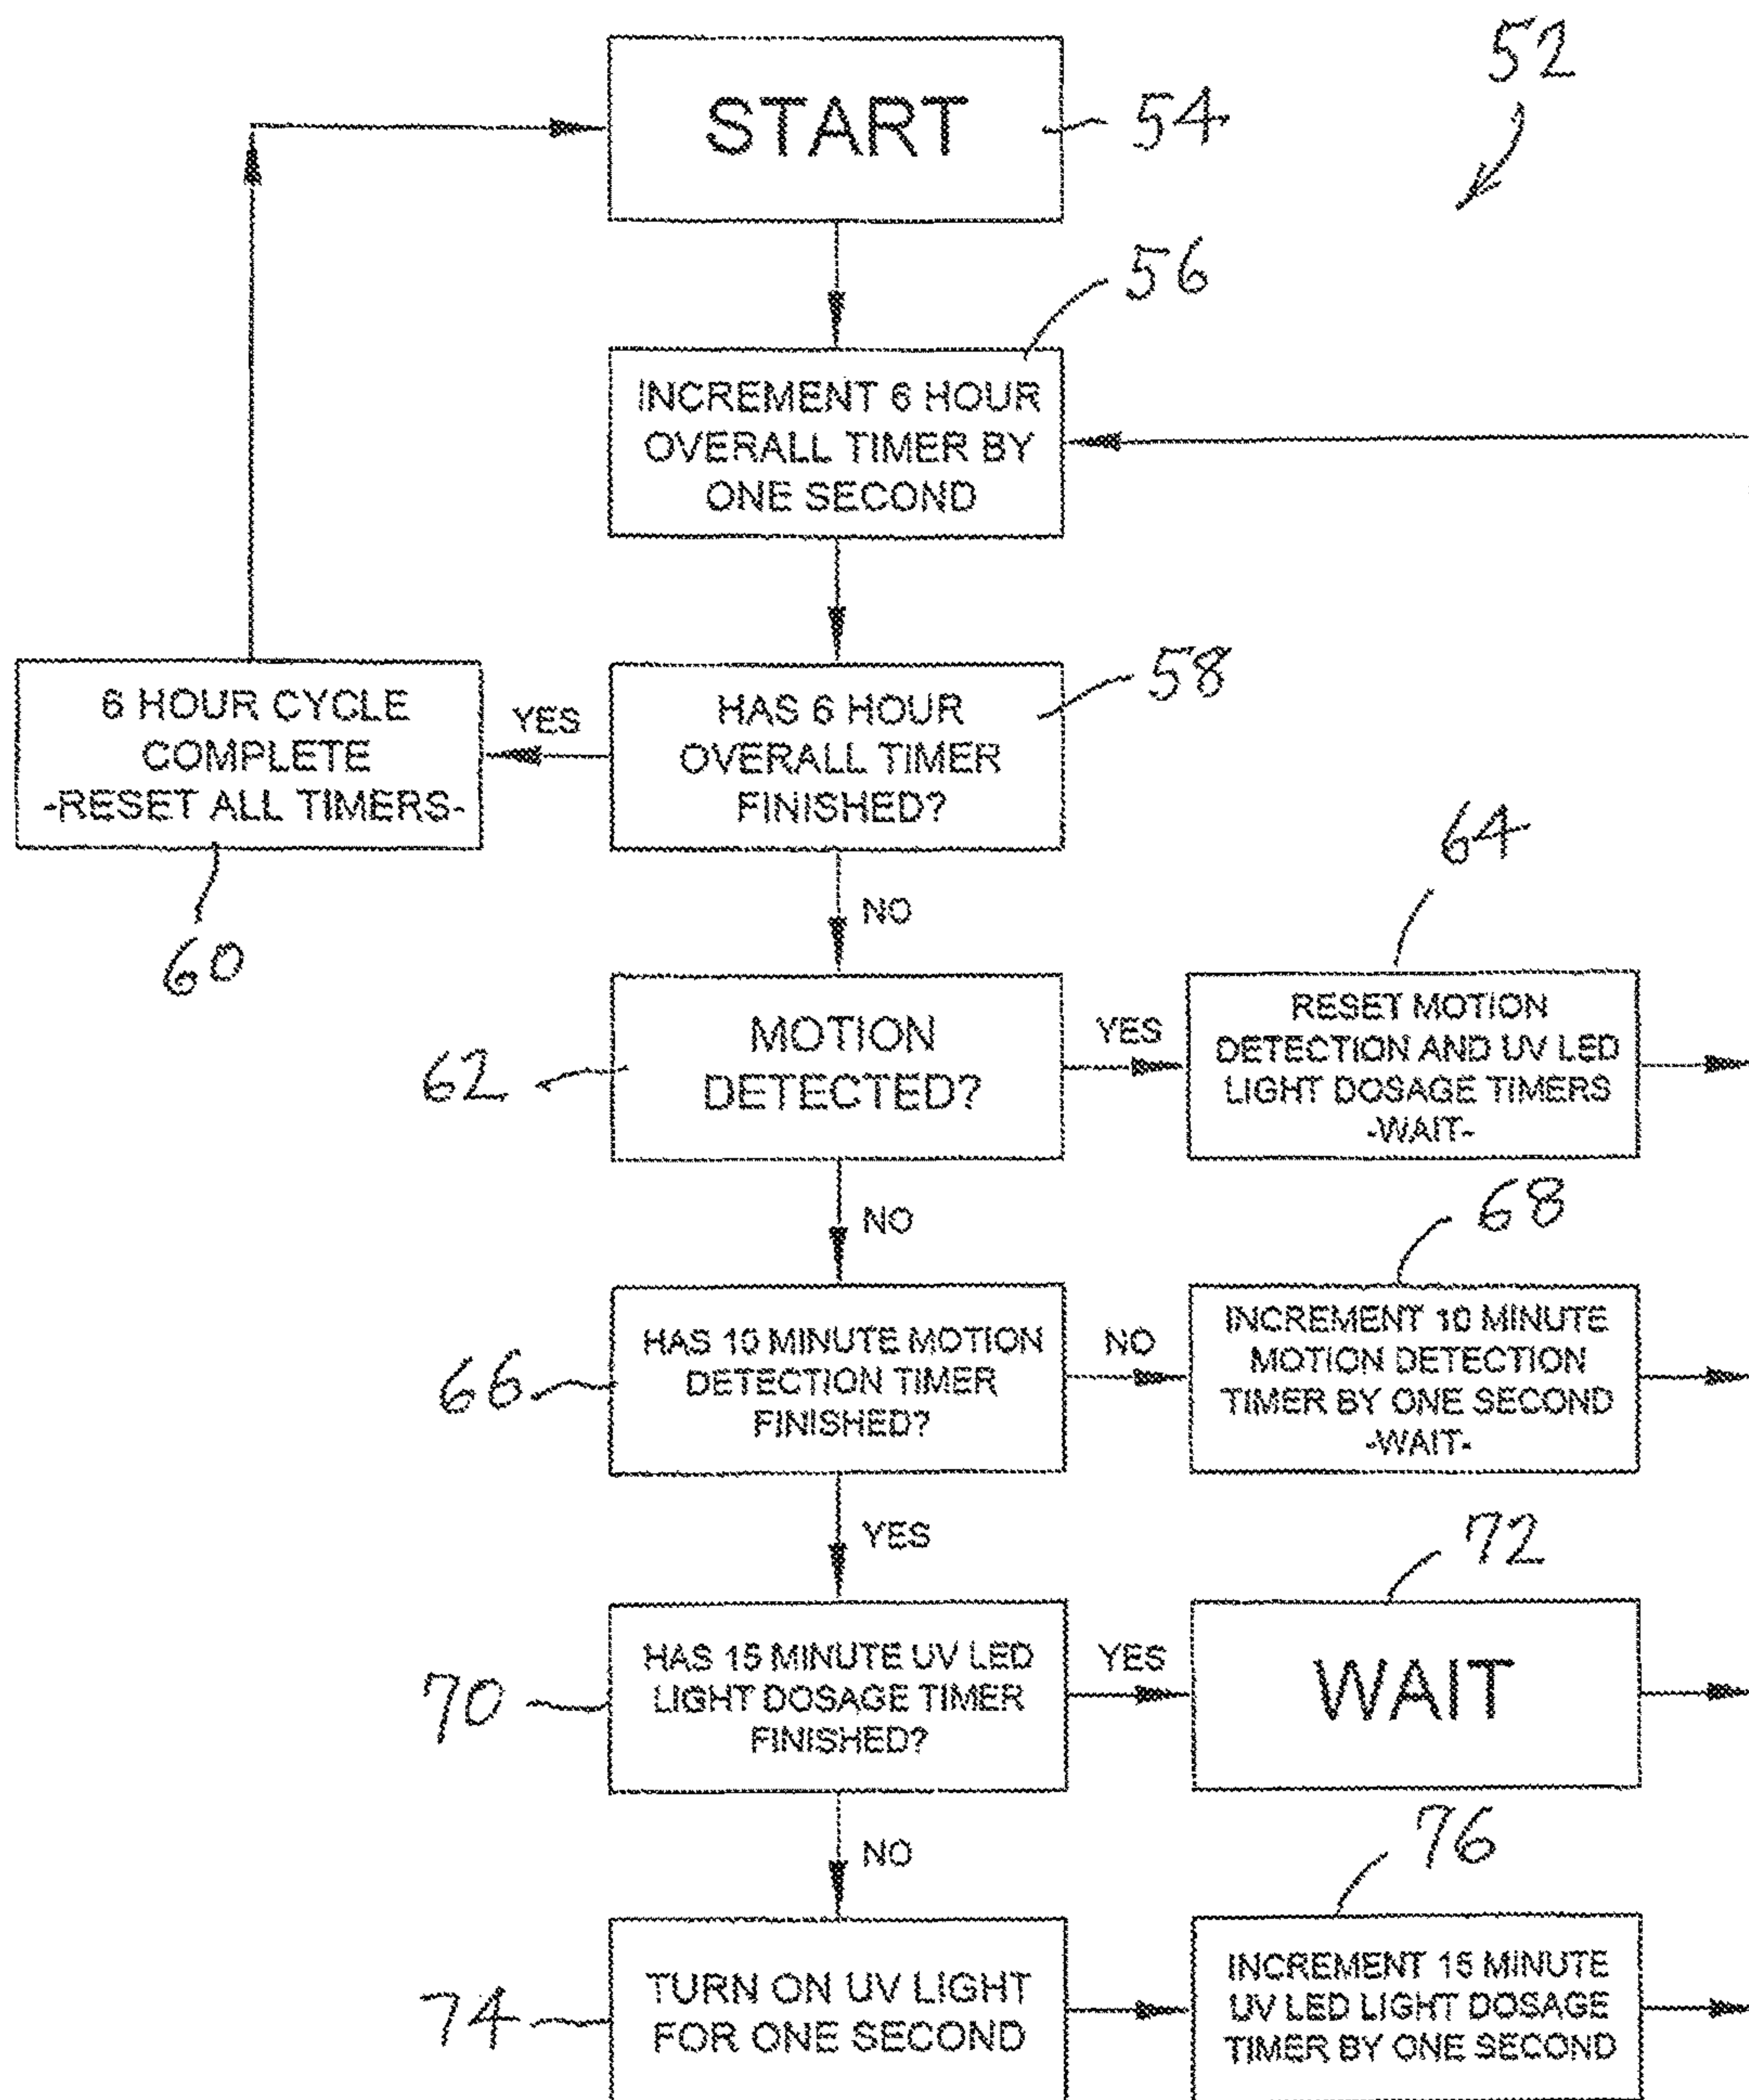 52
START
54
56
INCREMENT 6 HOUR
OVERALL TIMER BY
ONE SECOND
58
6 HOUR CYCLE
COMPLETE
-RESET ALL TIMERS-
YES
HAS 6 HOUR
OVERALL TIMER
FINISHED?
60
NO
64
62
MOTION
DETECTED?
YES
RESET MOTION
DETECTION AND UV LED
LIGHT DOSAGE TIMERS
-WAIT-
NO
68
66
HAS 10 MINUTE MOTION
DETECTION TIMER
FINISHED?
NO
INCREMENT 10 MINUTE
MOTION DETECTION
TIMER BY ONE SECOND
-WAIT-
YES
72
70
HAS 15 MINUTE UV LED
LIGHT DOSAGE TIMER
FINISHED?
YES
WAIT
NO
76
74
TURN ON UV LIGHT
FOR ONE SECOND
INCREMENT 15 MINUTE
UV LED LIGHT DOSAGE
TIMER BY ONE SECOND